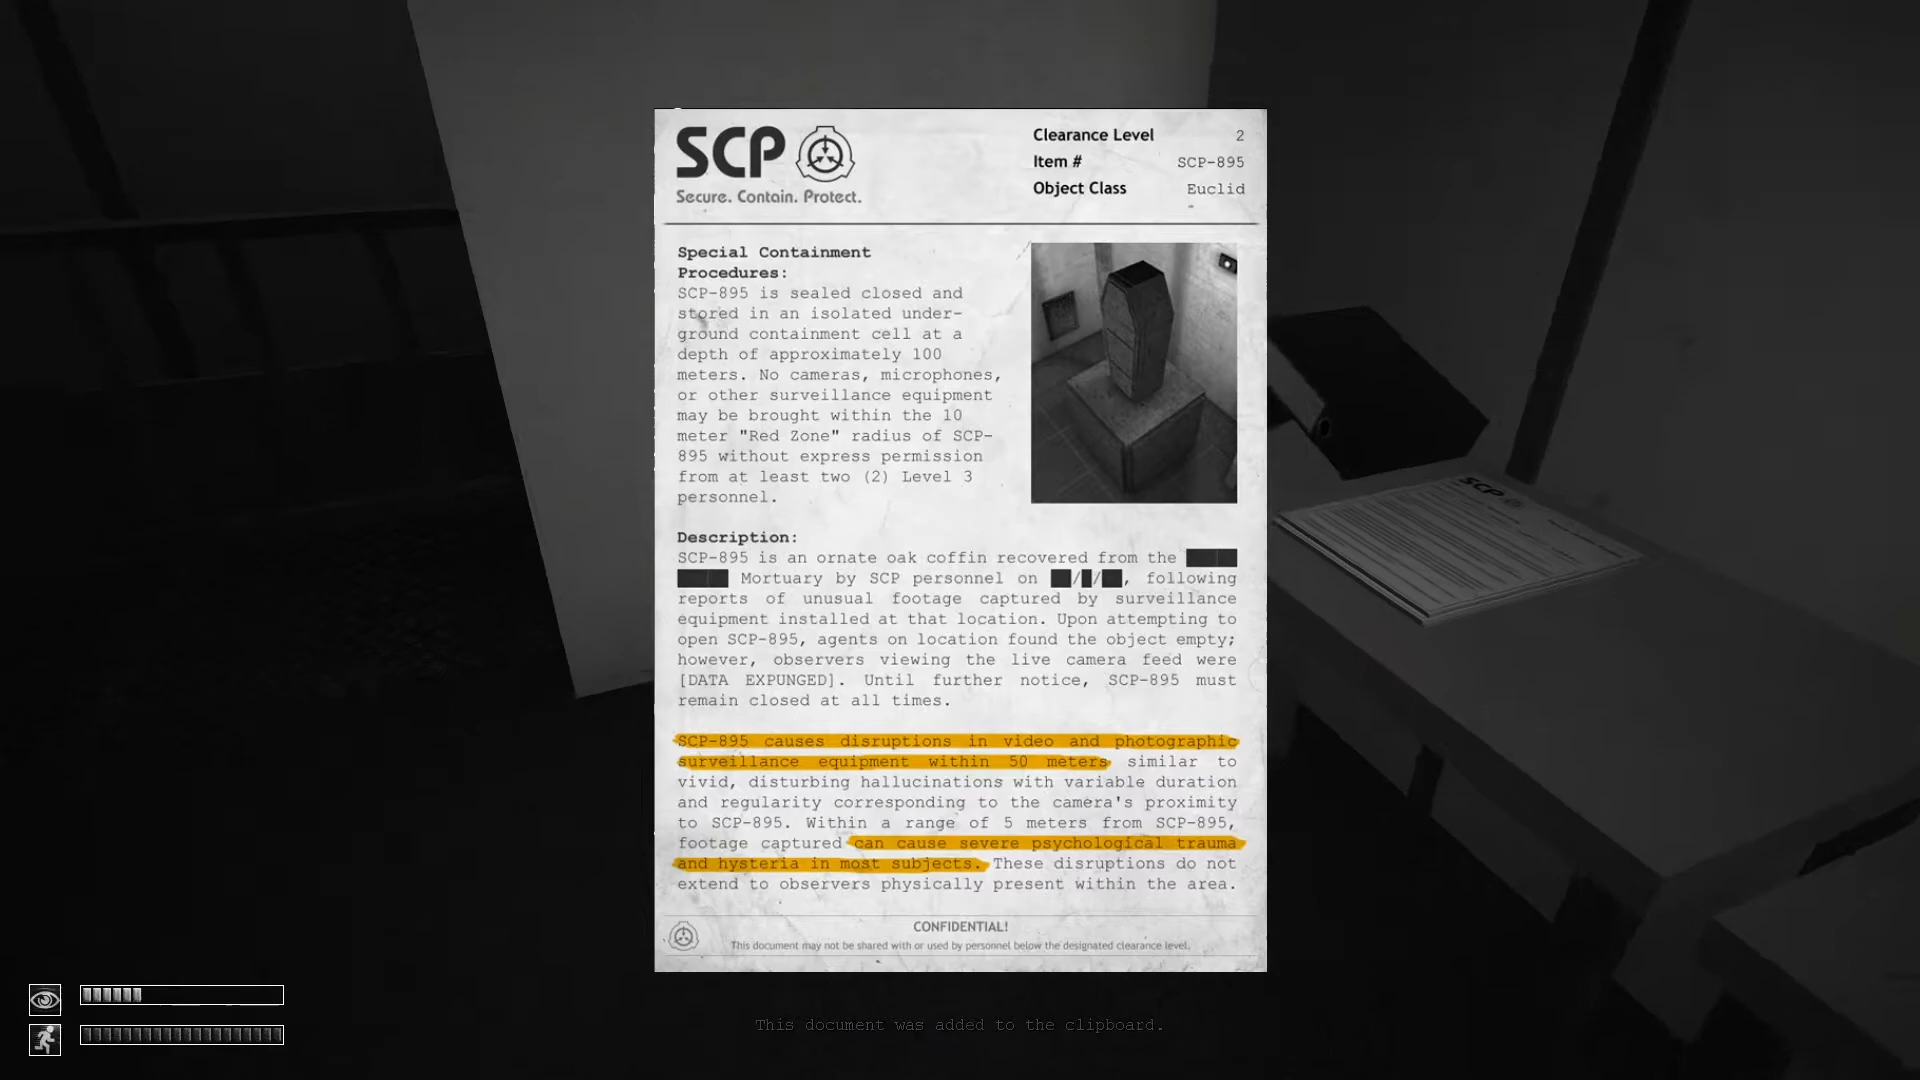 SCP
Secure. Contain. Protect.
Clearance Level 2
Item # SCP-895
Object Class Euclid
Special Containment
Procedures:
SCP-895 is sealed closed and
stored in an isolated under-
ground containment cell at a
depth of approximately 100
meters. No cameras, microphones,
or other surveillance equipment
may be brought within the 10
meter "Red Zone" radius of SCP-
895 without express permission
from at least two (2) Level 3
personnel.
Description:
SCP-895 is an ornate oak coffin recovered from the
Mortuary by SCP personnel on / / , following
reports of unusual footage captured by surveillance
equipment installed at that location. Upon attempting to
open SCP-895, agents on location found the object empty;
however, observers viewing the live camera feed were
[DATA EXPUNGED]. Until further notice, SCP-895 must
remain closed at all times.
SCP-895 causes disruptions in video and photographic
surveillance equipment within 50 meters similar to
vivid, disturbing hallucinations with variable duration
and regularity corresponding to the camera's proximity
to SCP-895. Within a range of 5 meters from SCP-895,
footage captured can cause severe psychological trauma
and hysteria in most subjects. These disruptions do not
extend to observers physically present within the area.
CONFIDENTIAL!
This document may not be shared with or used by personnel below the designated clearance level.
SCP
This document was added to the clipboard.